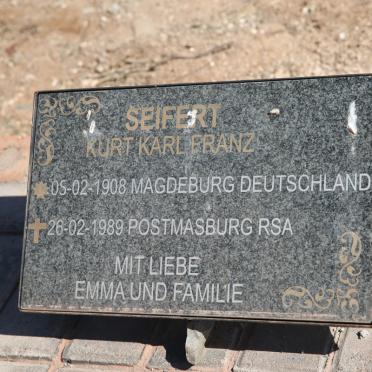 SEIFERT
KURT KARL FRANZ
05-02-1908 MAGDEBURG DEUTSCHLAND
26-02-1989 POSTMASBURG RSA
MIT LIEBE
EMMA UND FAMILIE